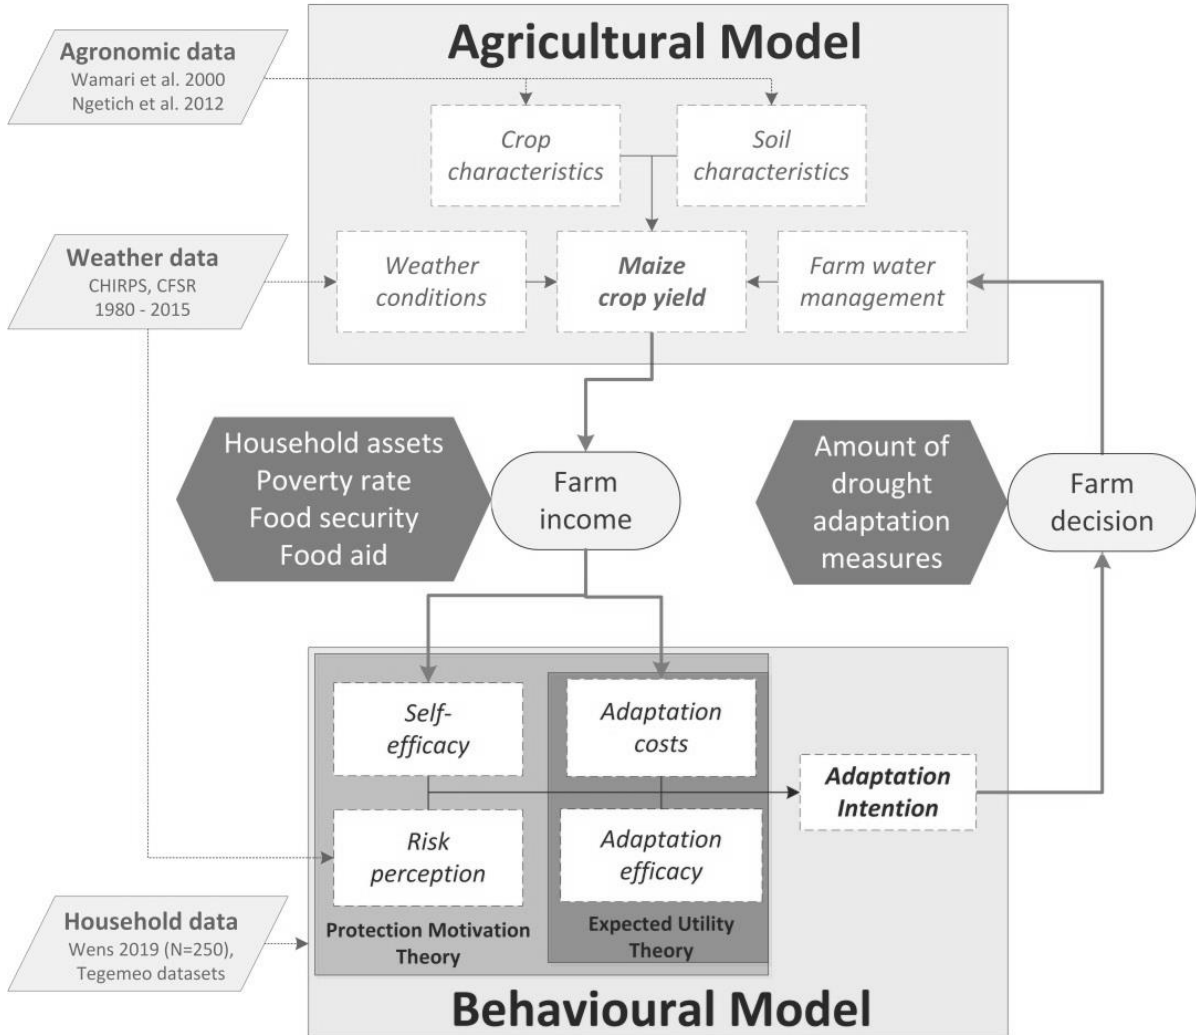 Agricultural Model
Agronomic data
Wamari et al. 2000
Ngetich et al. 2012
Crop
characteristics
Soil
characteristics
Weather data
CHIRPS, CFSR
1980 - 2015
Weather
conditions
Maize
crop yield
Farm water
management
Household assets
Poverty rate
Food security
Food aid
Farm
income
Amount of
drought
adaptation
measures
Farm
decision
Self-
efficacy
Adaptation
costs
Adaptation
Intention
Risk
perception
Adaptation
efficacy
Protection Motivation
Theory
Expected Utility
Theory
Household data
Wens 2019 (N=250),
Tegemeo datasets
Behavioural Model